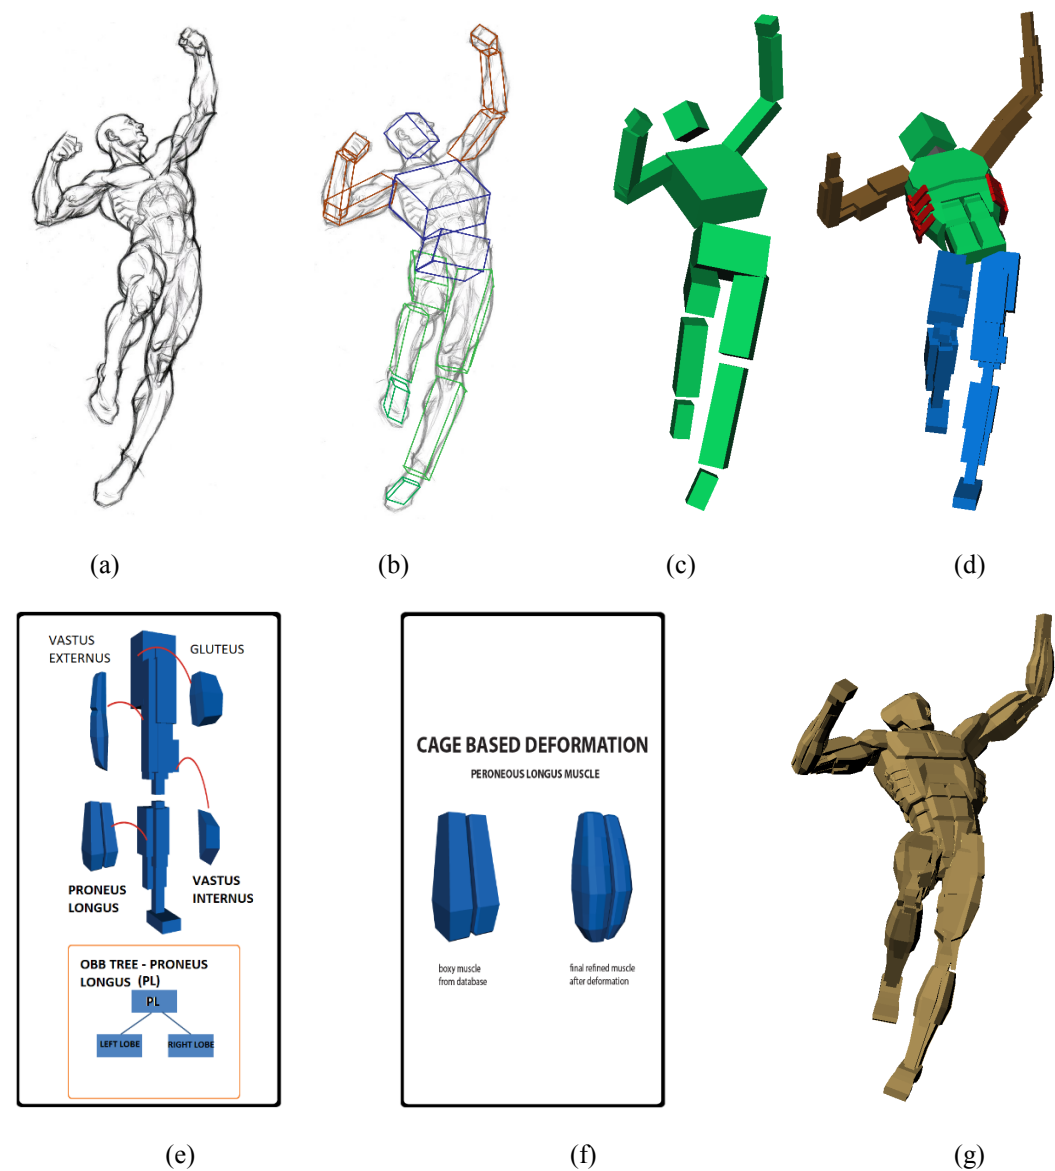 (a)
(b)
(c)
(d)
VASTUS
EXTERNUS
GLUTEUS
PRONEUS
LONGUS
VASTUS
INTERNUS
OBB TREE - PRONEUS
LONGUS (PL)
PL
LEFT LOBE
RIGHT LOBE
CAGE BASED DEFORMATION
PERONEOUS LONGUS MUSCLE
boxy muscle
from database
final refined muscle
after deformation
(e)
(f)
(g)